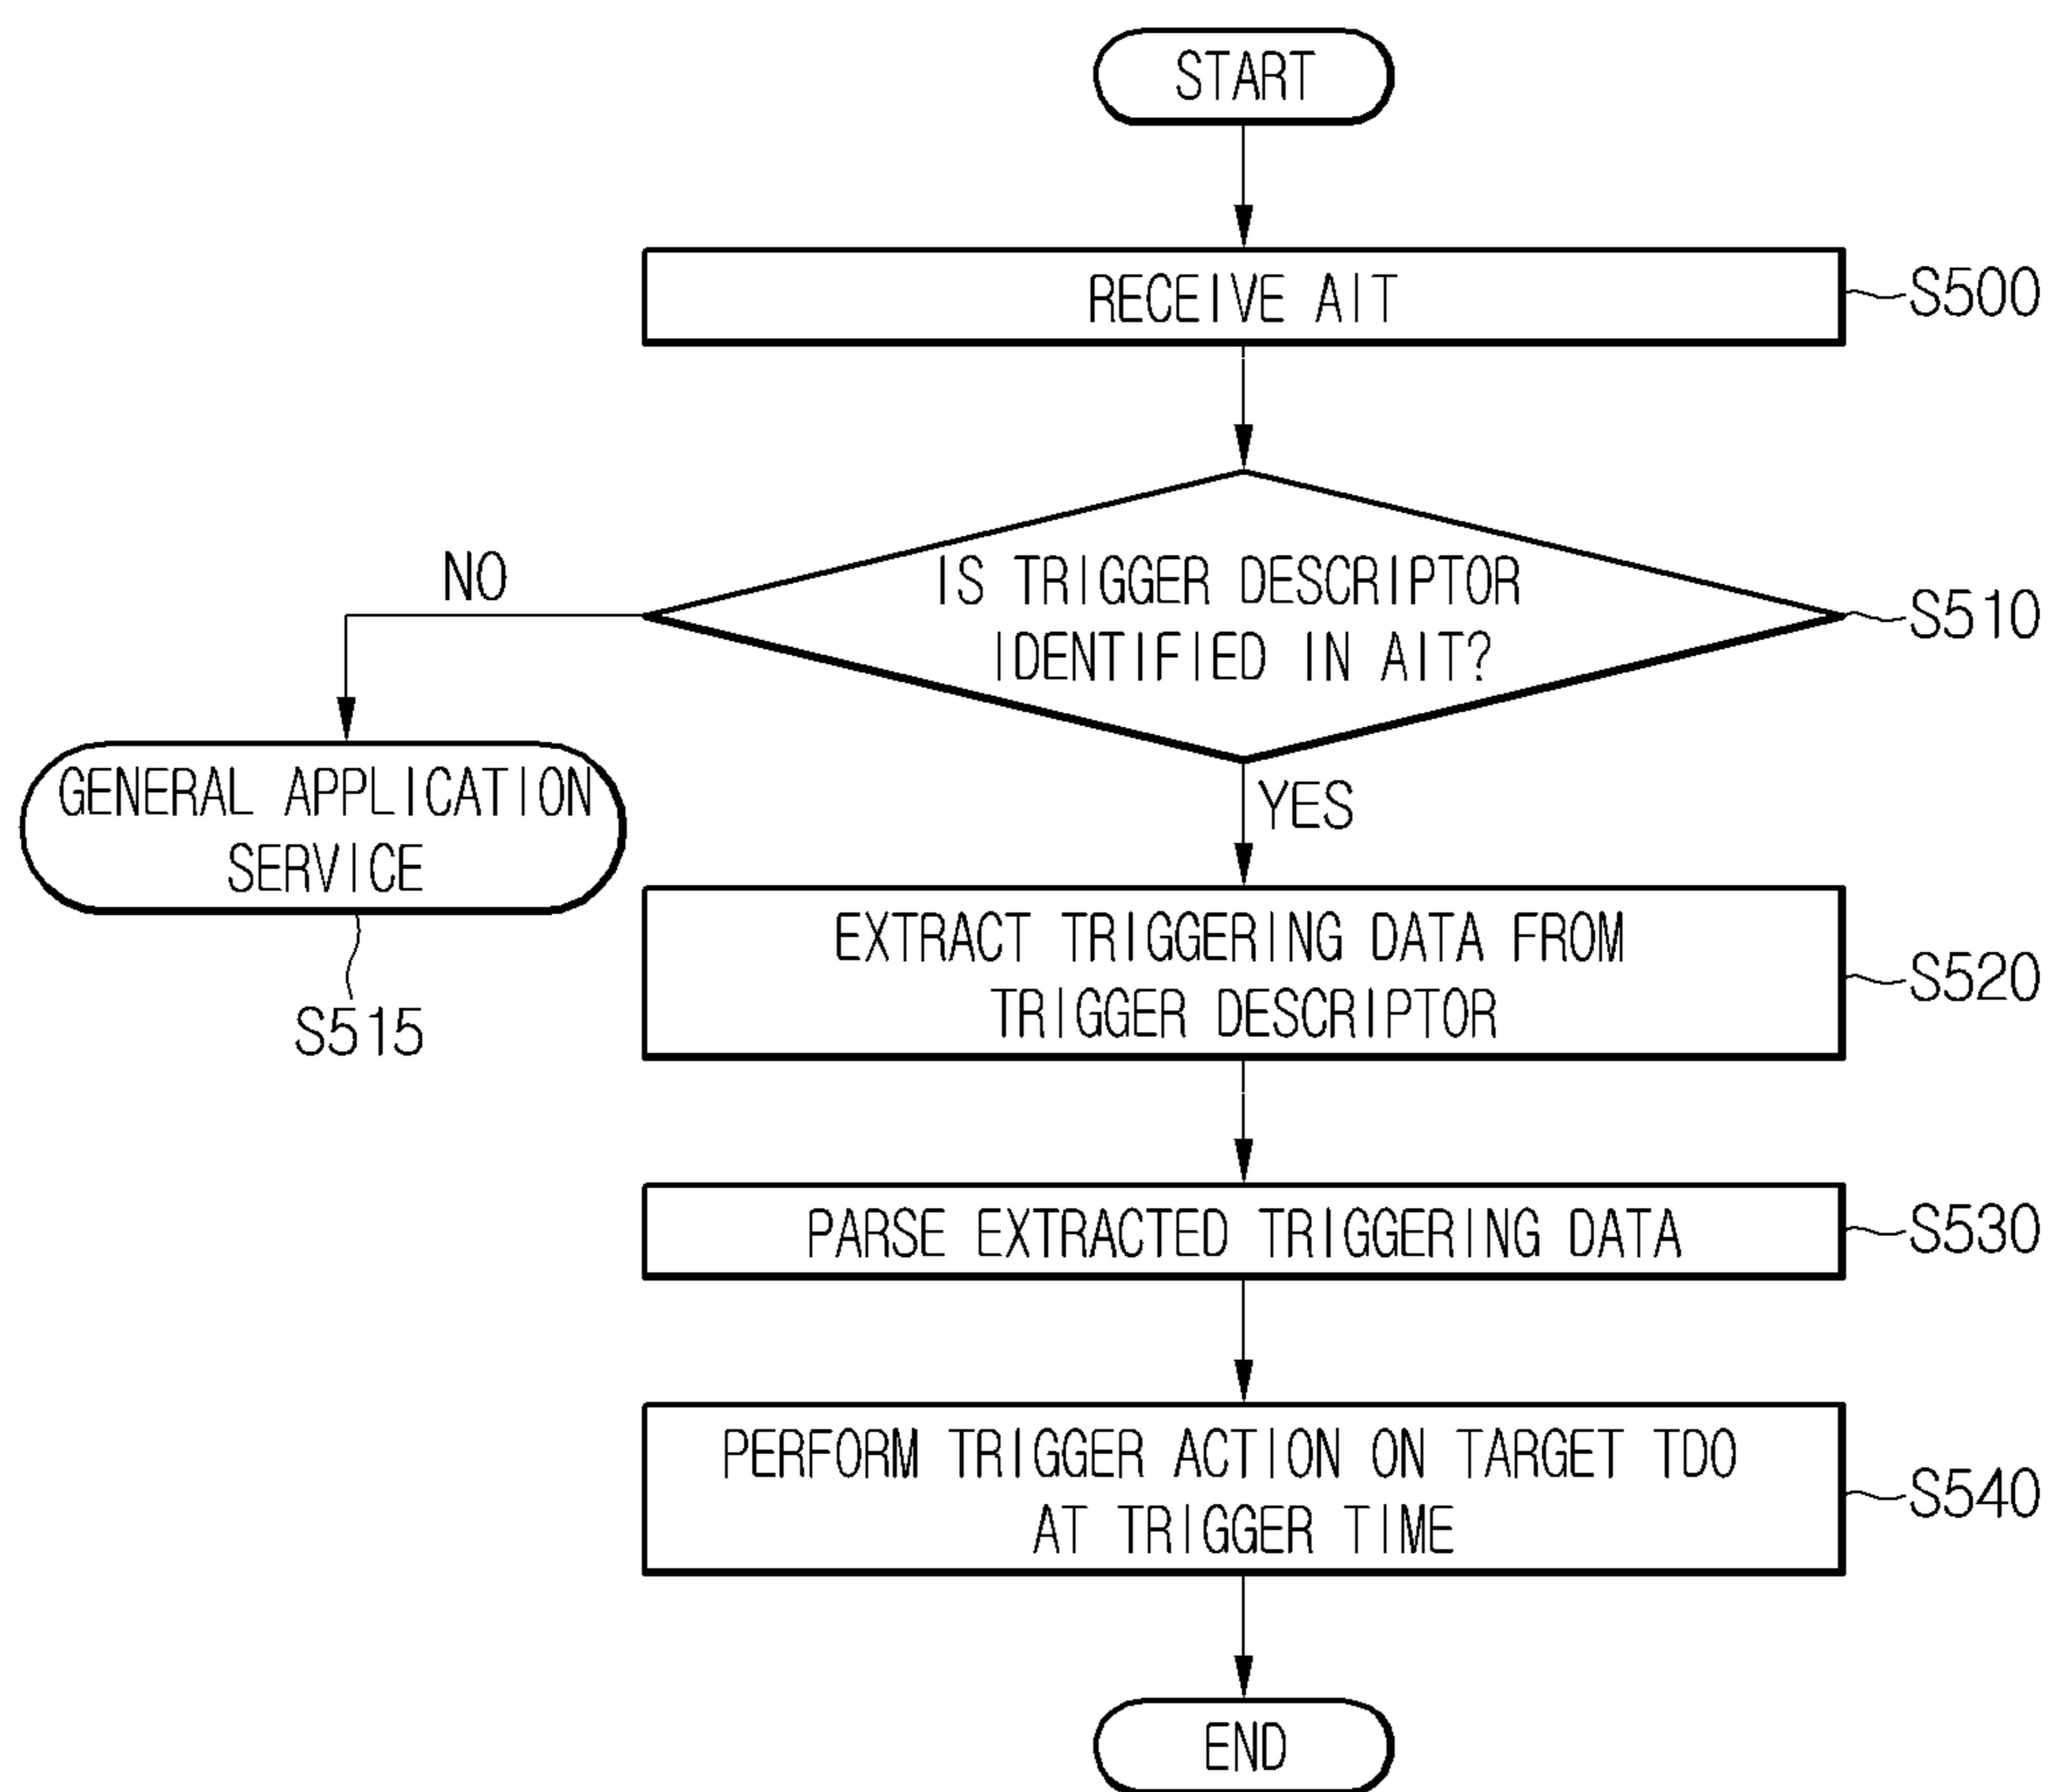 START
RECEIVE AIT
S500
IS TRIGGER DESCRIPTOR
IDENTIFIED IN AIT?
S510
NO
YES
GENERAL APPLICATION
SERVICE
S515
EXTRACT TRIGGERING DATA FROM
TRIGGER DESCRIPTOR
S520
PARSE EXTRACTED TRIGGERING DATA
S530
PERFORM TRIGGER ACTION ON TARGET TDO
AT TRIGGER TIME
S540
END